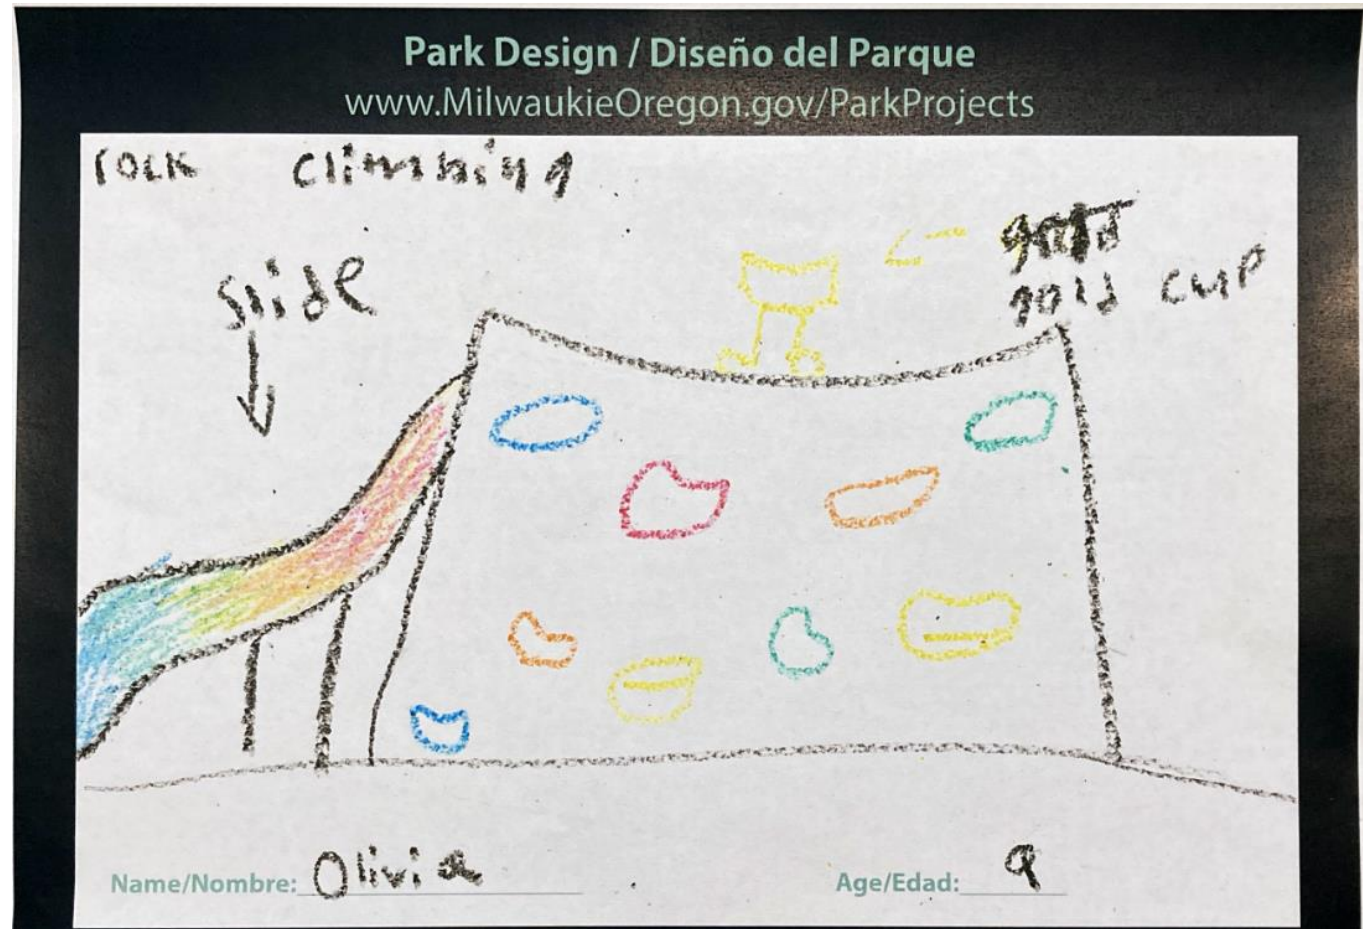 Park Design / Diseño del Parque
www.MilwaukieOregon.gov/ParkProjects
rock climbing
slide
gold cup
Name/Nombre: Olivia
Age/Edad: 9